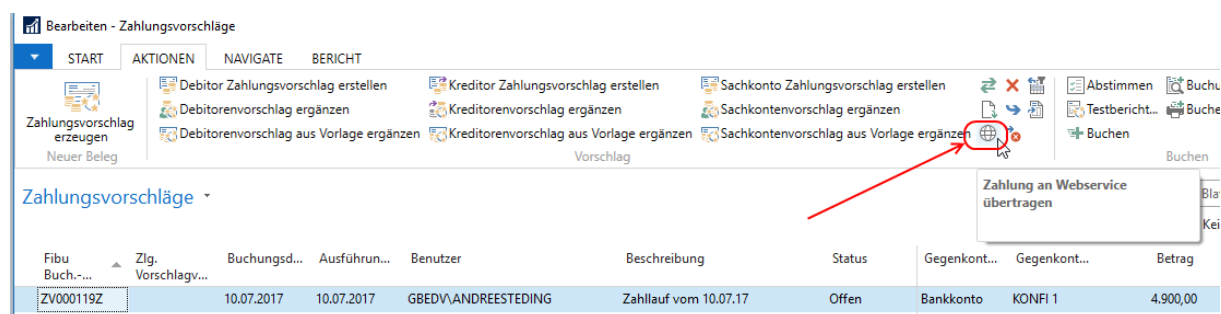 Bearbeiten - Zahlungsvorschläge
START AKTIONEN NAVIGATE BERICHT
Debitor Zahlungsvorschlag erstellen Kreditor Zahlungsvorschlag erstellen Sachkonto Zahlungsvorschlag erstellen Abstimmen Buchu
Zahlungsvorschlag erzeugen Debitorenvorschlag ergänzen Kreditorenvorschlag ergänzen Sachkontenvorschlag ergänzen Testbericht... Buche
Debitorenvorschlag aus Vorlage ergänzen Kreditorenvorschlag aus Vorlage ergänzen Sachkontenvorschlag aus Vorlage ergänzen Buchen
Neuer Beleg Vorschlag Buchen
Zahlung an Webservice
übertragen
Zahlungsvorschläge Bla
Kei
Fibu Zlg. Buchungsd... Ausführun... Benutzer Beschreibung Status Gegenkont... Gegenkont... Betrag
Buch.-... Vorschlagv...
ZV000119Z 10.07.2017 10.07.2017 GBEDV\ANDREESTEDING Zahllauf vom 10.07.17 Offen Bankkonto KONFI 1 4.900,00